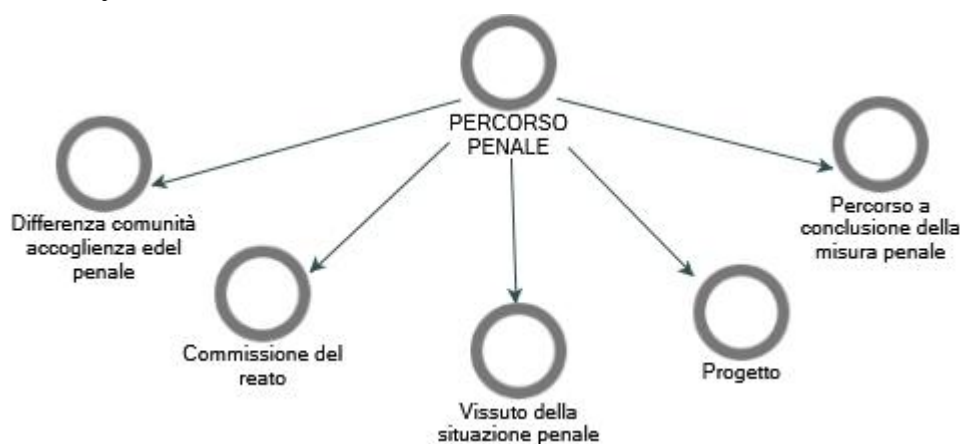 PERCORSO
PENALE
Differenza comunità
accoglienza edel
penale
Commissione del
reato
Vissuto della
situazione penale
Progetto
Percorso a
conclusione della
misura penale